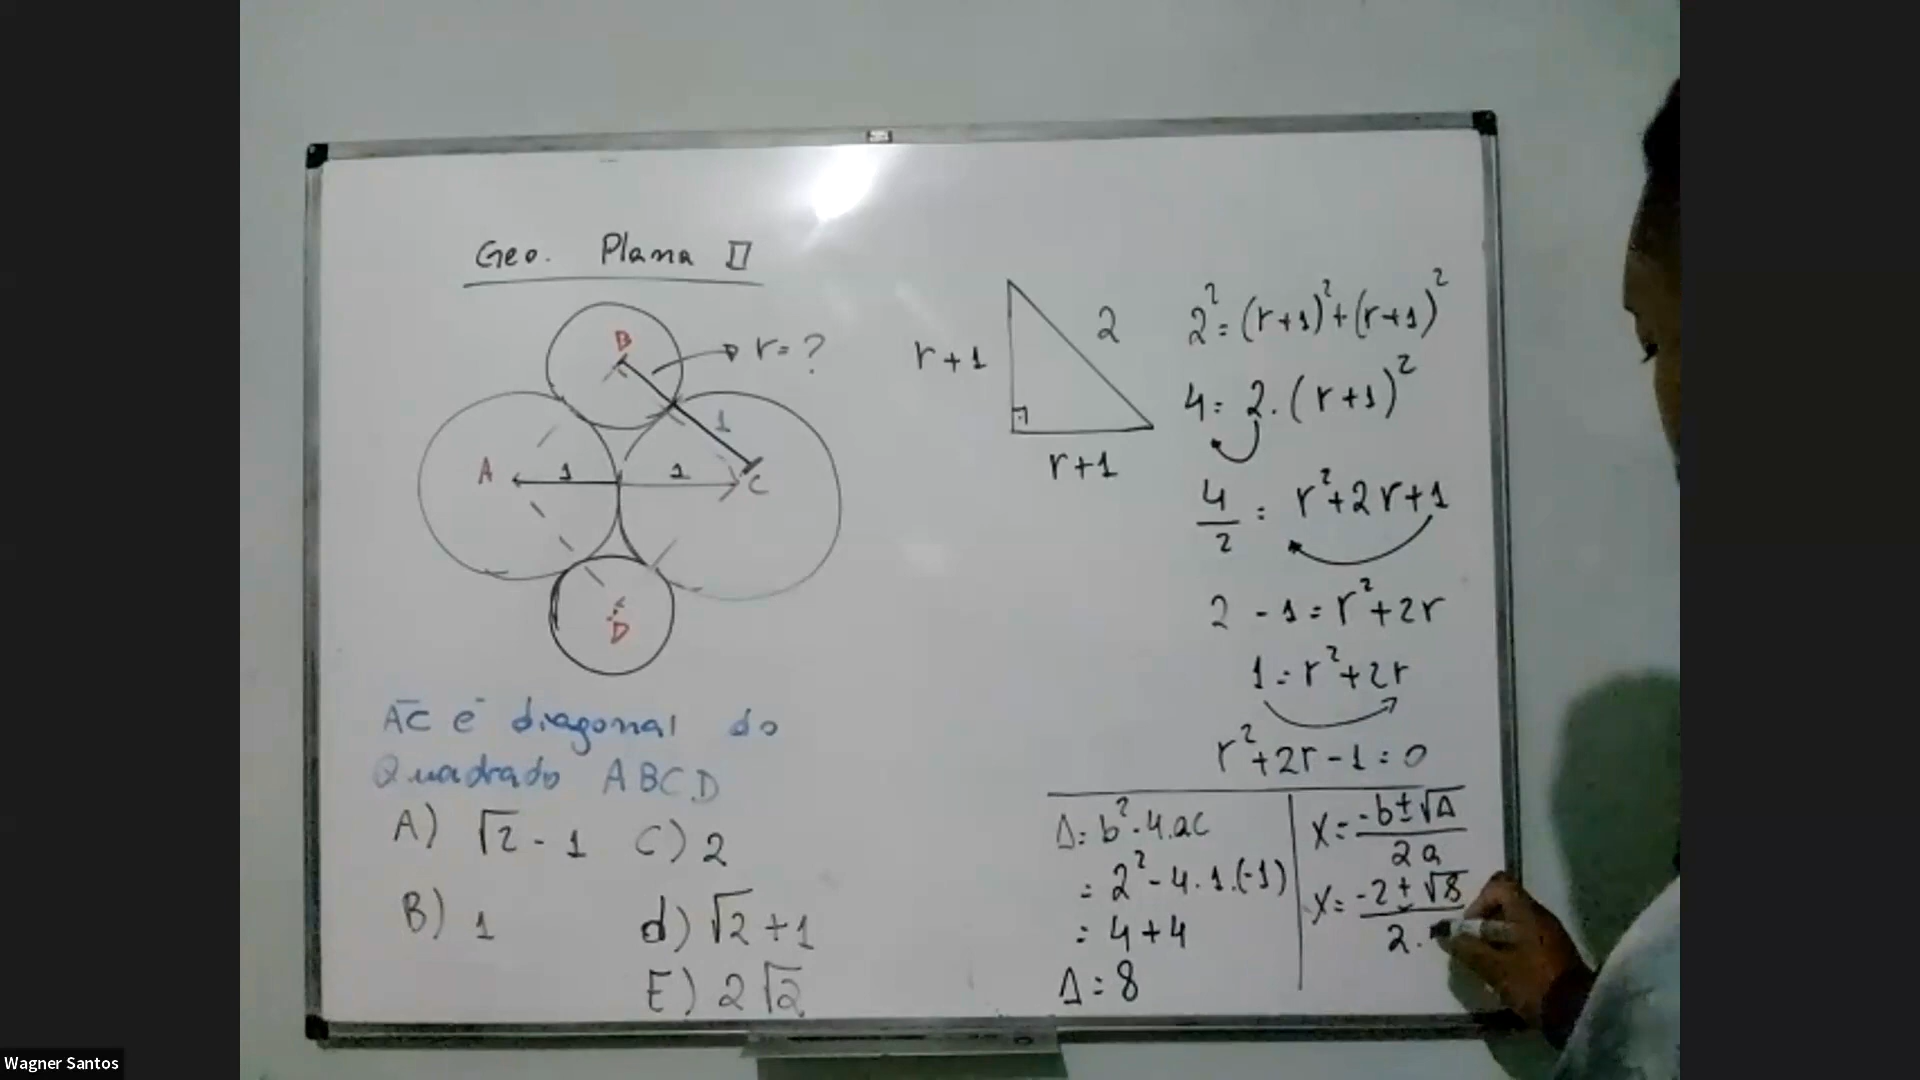 Geo. Plana II
B
r = ?
1
A
1
1
C
D
AC é diagonal do
Quadrado ABCD
A) √2 - 1 C) 2
B) 1 d) √2 + 1
E) 2√2
r + 1
2
r + 1
2² = (r+1)² + (r+1)²
4 = 2 . (r+1)²
4/2 = r² + 2r + 1
2 - 1 = r² + 2r
1 = r² + 2r
r² + 2r - 1 = 0
Δ = b² - 4.ac
= 2² - 4 . 1 . (-1)
= 4 + 4
Δ = 8
x = -b ± √Δ / 2a
x = -2 ± √8 / 2.
Wagner Santos